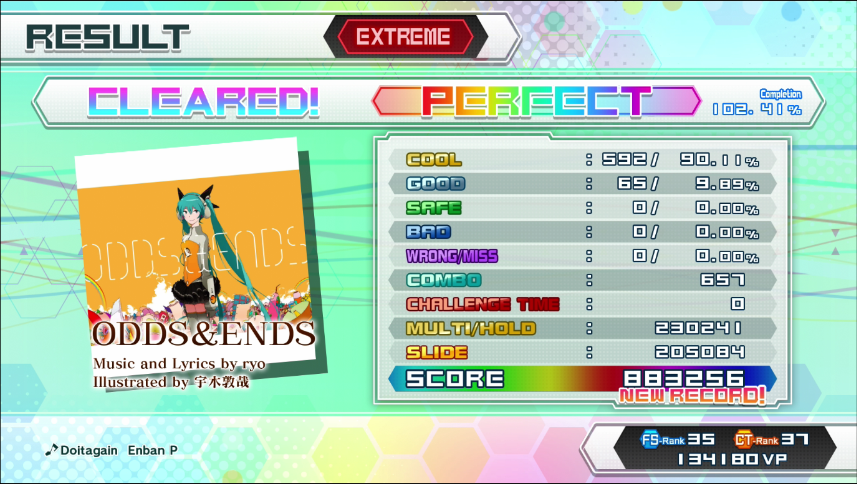 RESULT
EXTREME
CLEARED!
PERFECT
Completion
102.41%
COOL : 592/ 90.11%
GOOD : 65/ 9.89%
SAFE : 0/ 0.00%
BAD : 0/ 0.00%
WRONG/MISS : 0/ 0.00%
COMBO : 657
CHALLENGE TIME : 0
MULTI/HOLD : 230241
SLIDE : 205084
SCORE 883256
NEW RECORD!
ODDS&ENDS
ODDS&ENDS
Music and Lyrics by ryo
Illustrated by 宇木敦哉
Doitagain Enban P
FS-Rank 35 CT-Rank 37
134180 VP